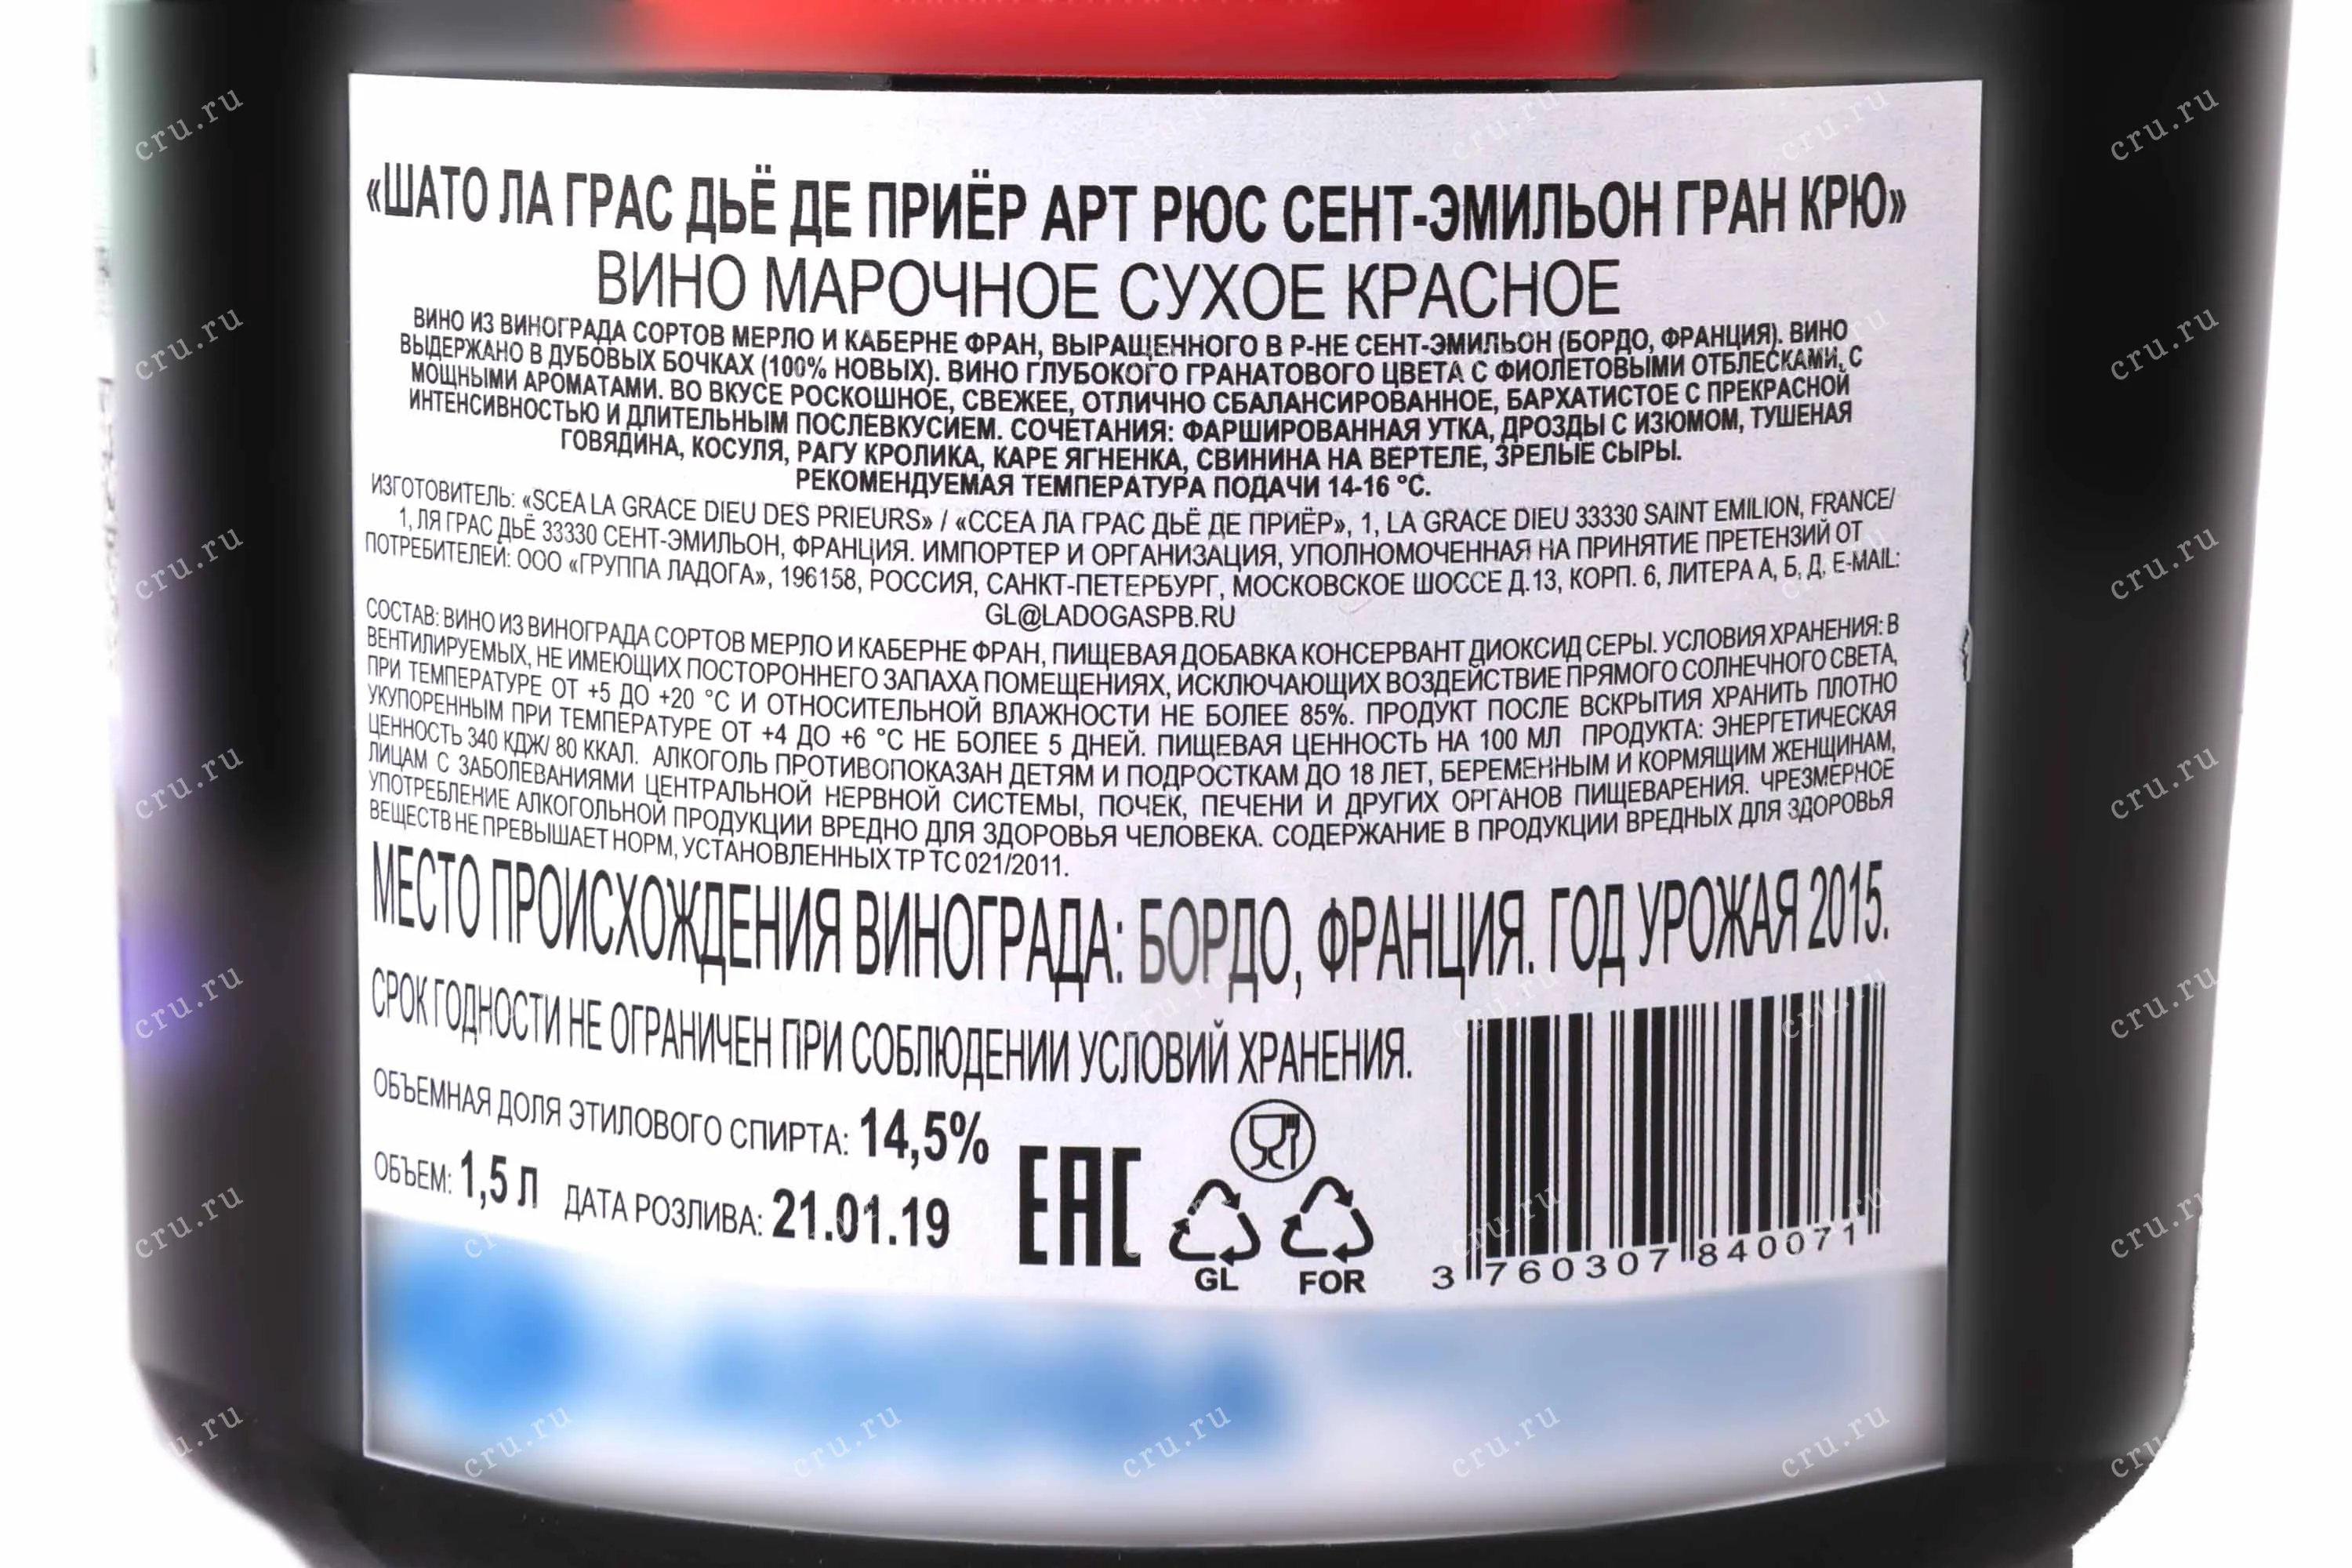 «ШАТО ЛА ГРАС ДЬЁ ДЕ ПРИЁР АРТ РЮС СЕНТ-ЭМИЛЬОН ГРАН КРЮ»
ВИНО МАРОЧНОЕ СУХОЕ КРАСНОЕ
ВИНО ИЗ ВИНОГРАДА СОРТОВ МЕРЛО И КАБЕРНЕ ФРАН, ВЫРАЩЕННОГО В Р-НЕ СЕНТ-ЭМИЛЬОН (БОРДО, ФРАНЦИЯ). ВИНО
ВЫДЕРЖАНО В ДУБОВЫХ БОЧКАХ (100% НОВЫХ). ВИНО ГЛУБОКОГО ГРАНАТОВОГО ЦВЕТА С ФИОЛЕТОВЫМИ ОТБЛЕСКАМИ, С
МОЩНЫМИ АРОМАТАМИ. ВО ВКУСЕ РОСКОШНОЕ, СВЕЖЕЕ, ОТЛИЧНО СБАЛАНСИРОВАННОЕ, БАРХАТИСТОЕ С ПРЕКРАСНОЙ
ИНТЕНСИВНОСТЬЮ И ДЛИТЕЛЬНЫМ ПОСЛЕВКУСИЕМ. СОЧЕТАНИЯ: ФАРШИРОВАННАЯ УТКА, ДРОЗДЫ С ИЗЮМОМ, ТУШЕНАЯ
ГОВЯДИНА, КОСУЛЯ, РАГУ КРОЛИКА, КАРЕ ЯГНЕНКА, СВИНИНА НА ВЕРТЕЛЕ, ЗРЕЛЫЕ СЫРЫ.
РЕКОМЕНДУЕМАЯ ТЕМПЕРАТУРА ПОДАЧИ 14-16 °С.
ИЗГОТОВИТЕЛЬ: «SCEA LA GRACE DIEU DES PRIEURS» / «ССЕА ЛА ГРАС ДЬЁ ДЕ ПРИЁР», 1, LA GRACE DIEU 33330 SAINT EMILION, FRANCE/
1, ЛЯ ГРАС ДЬЁ 33330 СЕНТ-ЭМИЛЬОН, ФРАНЦИЯ. ИМПОРТЕР И ОРГАНИЗАЦИЯ, УПОЛНОМОЧЕННАЯ НА ПРИНЯТИЕ ПРЕТЕНЗИЙ ОТ
ПОТРЕБИТЕЛЕЙ: ООО «ГРУППА ЛАДОГА», 196158, РОССИЯ, САНКТ-ПЕТЕРБУРГ, МОСКОВСКОЕ ШОССЕ Д.13, КОРП. 6, ЛИТЕРА А, Б, Д, E-MAIL:
GL@LADOGASPB.RU
СОСТАВ: ВИНО ИЗ ВИНОГРАДА СОРТОВ МЕРЛО И КАБЕРНЕ ФРАН, ПИЩЕВАЯ ДОБАВКА КОНСЕРВАНТ ДИОКСИД СЕРЫ. УСЛОВИЯ ХРАНЕНИЯ: В
ВЕНТИЛИРУЕМЫХ, НЕ ИМЕЮЩИХ ПОСТОРОННЕГО ЗАПАХА ПОМЕЩЕНИЯХ, ИСКЛЮЧАЮЩИХ ВОЗДЕЙСТВИЕ ПРЯМОГО СОЛНЕЧНОГО СВЕТА,
ПРИ ТЕМПЕРАТУРЕ ОТ +5 ДО +20 °С И ОТНОСИТЕЛЬНОЙ ВЛАЖНОСТИ НЕ БОЛЕЕ 85%. ПРОДУКТ ПОСЛЕ ВСКРЫТИЯ ХРАНИТЬ ПЛОТНО
УКУПОРЕННЫМ ПРИ ТЕМПЕРАТУРЕ ОТ +4 ДО +6 °С НЕ БОЛЕЕ 5 ДНЕЙ. ПИЩЕВАЯ ЦЕННОСТЬ НА 100 МЛ ПРОДУКТА: ЭНЕРГЕТИЧЕСКАЯ
ЦЕННОСТЬ 340 КДЖ/ 80 ККАЛ. АЛКОГОЛЬ ПРОТИВОПОКАЗАН ДЕТЯМ И ПОДРОСТКАМ ДО 18 ЛЕТ, БЕРЕМЕННЫМ И КОРМЯЩИМ ЖЕНЩИНАМ,
ЛИЦАМ С ЗАБОЛЕВАНИЯМИ ЦЕНТРАЛЬНОЙ НЕРВНОЙ СИСТЕМЫ, ПОЧЕК, ПЕЧЕНИ И ДРУГИХ ОРГАНОВ ПИЩЕВАРЕНИЯ. ЧРЕЗМЕРНОЕ
УПОТРЕБЛЕНИЕ АЛКОГОЛЬНОЙ ПРОДУКЦИИ ВРЕДНО ДЛЯ ЗДОРОВЬЯ ЧЕЛОВЕКА. СОДЕРЖАНИЕ В ПРОДУКЦИИ ВРЕДНЫХ ДЛЯ ЗДОРОВЬЯ
ВЕЩЕСТВ НЕ ПРЕВЫШАЕТ НОРМ, УСТАНОВЛЕННЫХ ТР ТС 021/2011.
МЕСТО ПРОИСХОЖДЕНИЯ ВИНОГРАДА: БОРДО, ФРАНЦИЯ. ГОД УРОЖАЯ 2015.
СРОК ГОДНОСТИ НЕ ОГРАНИЧЕН ПРИ СОБЛЮДЕНИИ УСЛОВИЙ ХРАНЕНИЯ.
ОБЪЕМНАЯ ДОЛЯ ЭТИЛОВОГО СПИРТА: 14,5%
ОБЪЕМ: 1,5 Л ДАТА РОЗЛИВА: 21.01.19
EAC
GL FOR
3 760307 840071
cru.ru